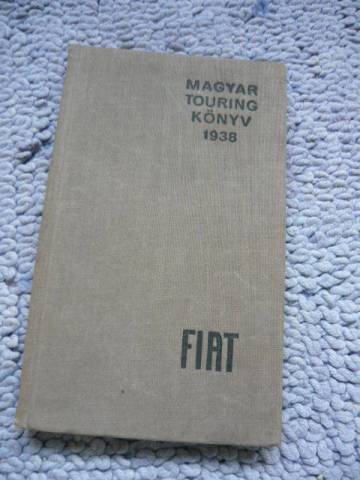 MAGYAR
TOURING
KÖNYV
1938
FIAT